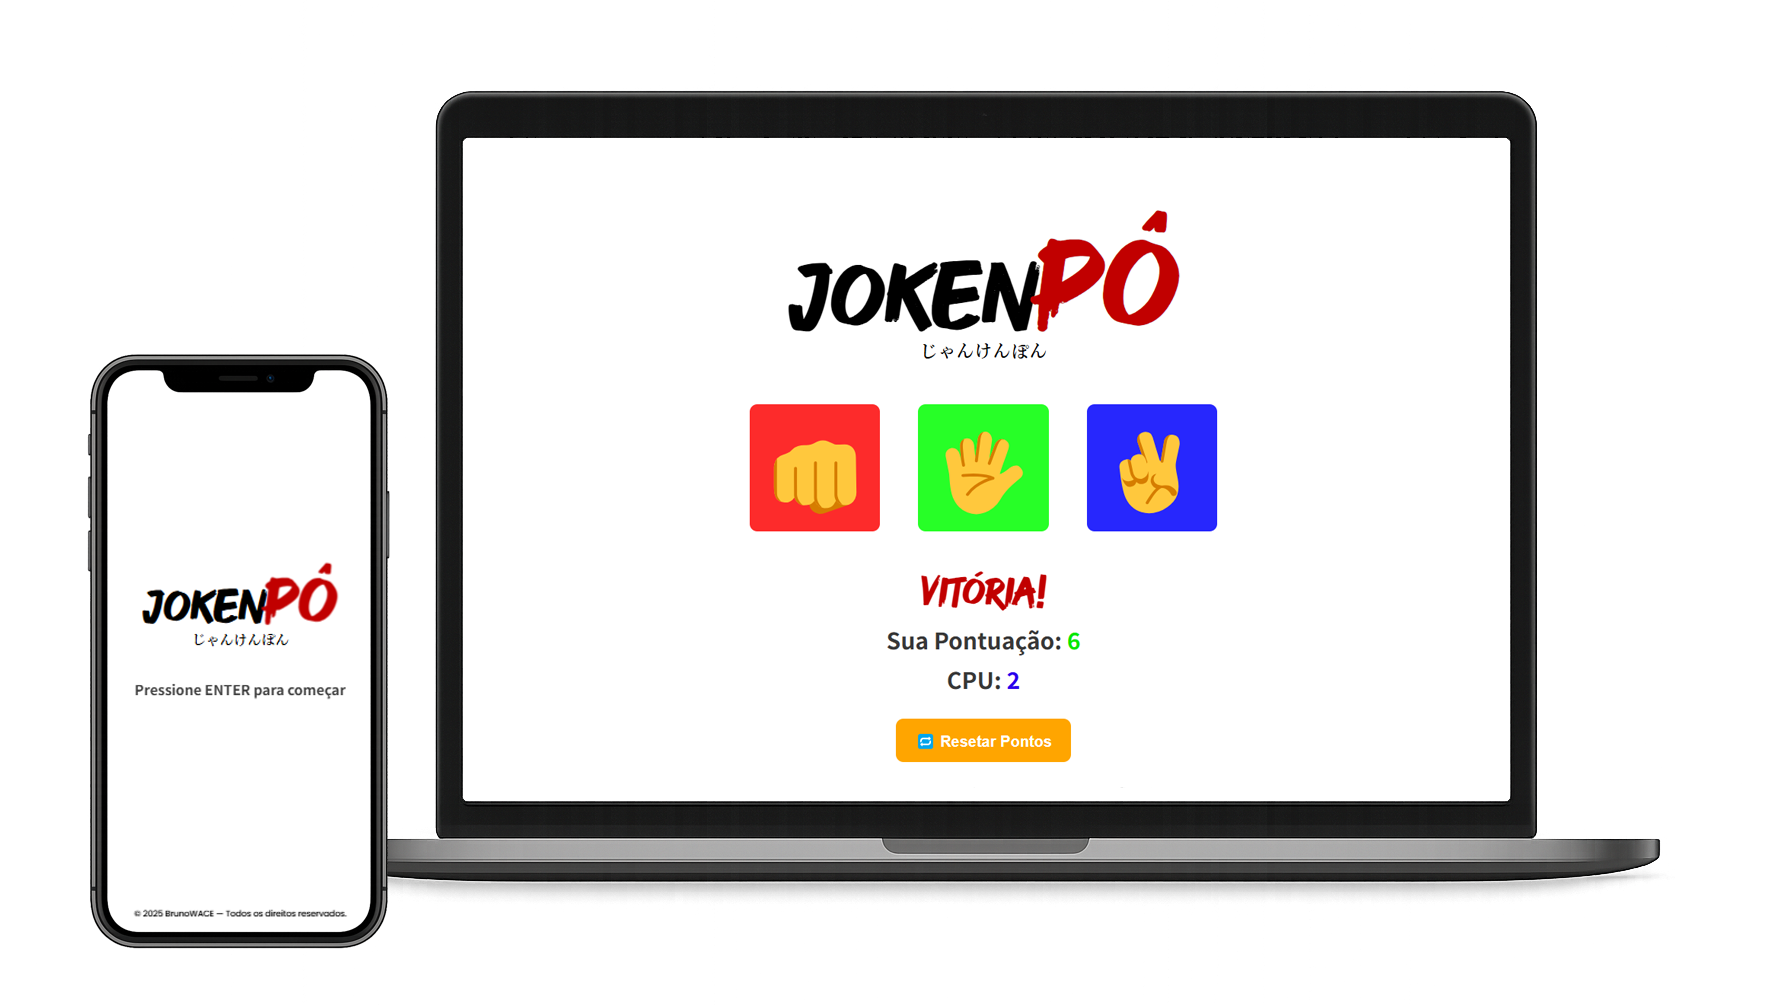 JOKENPÔ
じゃんけんぽん
Pressione ENTER para começar
© 2025 BrunoWACE — Todos os direitos reservados.
JOKENPÔ
じゃんけんぽん
VITÓRIA!
Sua Pontuação: 6
CPU: 2
Resetar Pontos